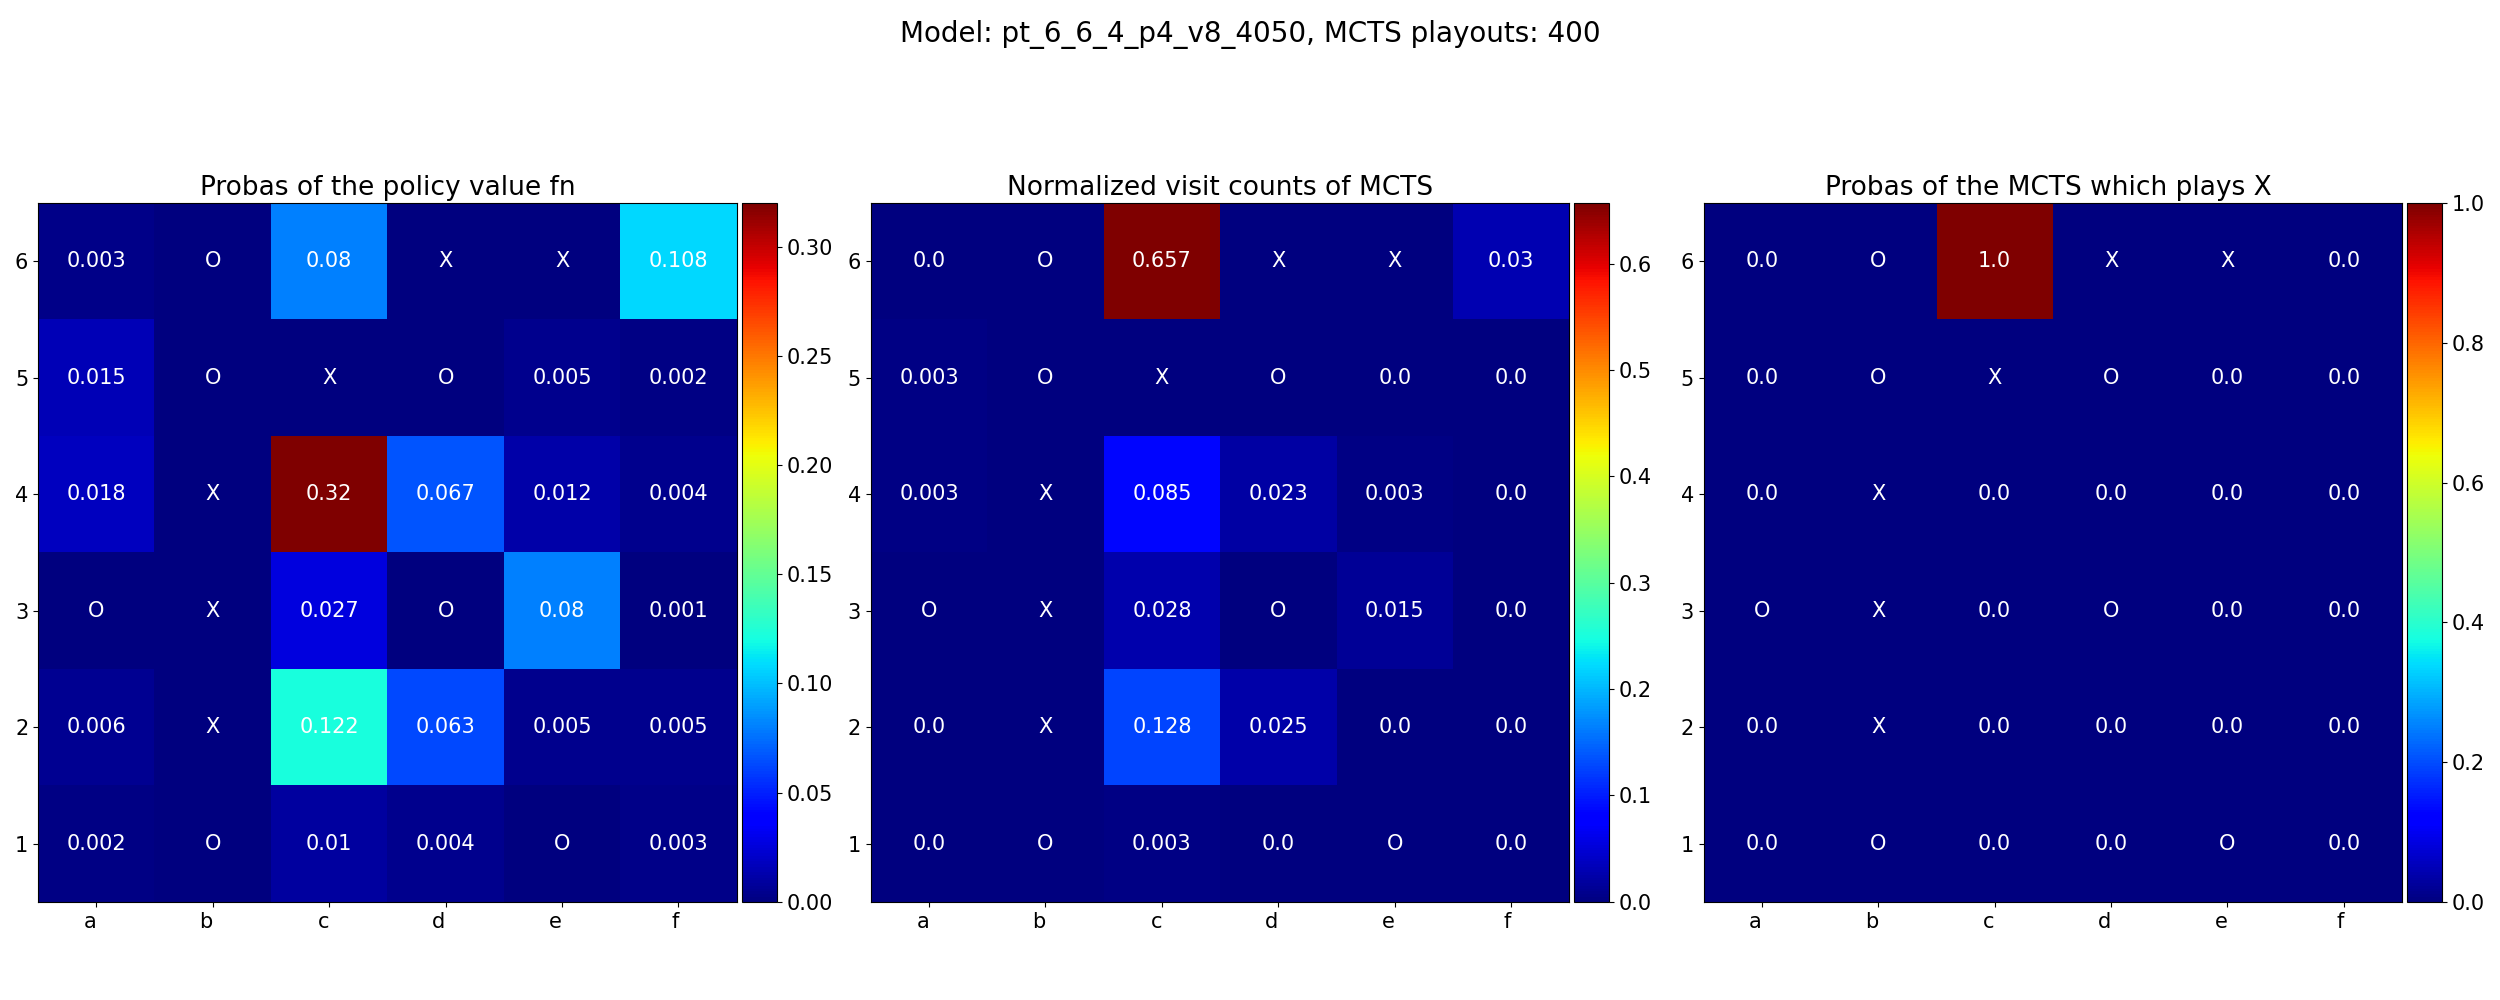 Model: pt_6_6_4_p4_v8_4050, MCTS playouts: 400
Probas of the policy value fn
6 0.003 O 0.08 X X 0.108
5 0.015 O X O 0.005 0.002
4 0.018 X 0.32 0.067 0.012 0.004
3 O X 0.027 O 0.08 0.001
2 0.006 X 0.122 0.063 0.005 0.005
1 0.002 O 0.01 0.004 O 0.003
a b c d e f
0.30
0.25
0.20
0.15
0.10
0.05
0.00
Normalized visit counts of MCTS
6 0.0 O 0.657 X X 0.03
5 0.003 O X O 0.0 0.0
4 0.003 X 0.085 0.023 0.003 0.0
3 O X 0.028 O 0.015 0.0
2 0.0 X 0.128 0.025 0.0 0.0
1 0.0 O 0.003 0.0 O 0.0
a b c d e f
0.6
0.5
0.4
0.3
0.2
0.1
0.0
Probas of the MCTS which plays X
6 0.0 O 1.0 X X 0.0
5 0.0 O X O 0.0 0.0
4 0.0 X 0.0 0.0 0.0 0.0
3 O X 0.0 O 0.0 0.0
2 0.0 X 0.0 0.0 0.0 0.0
1 0.0 O 0.0 0.0 O 0.0
a b c d e f
1.0
0.8
0.6
0.4
0.2
0.0